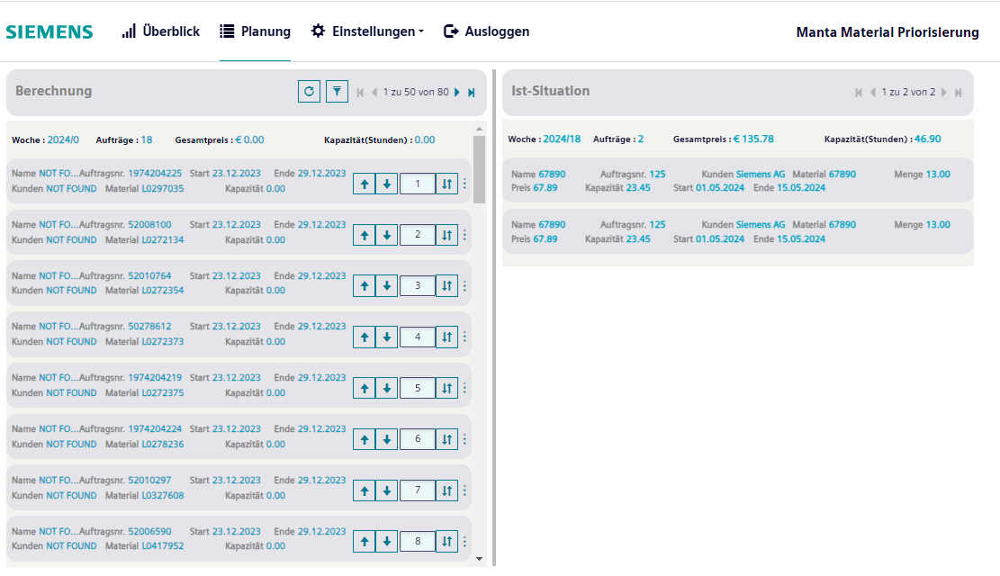 SIEMENS Überblick Planung Einstellungen Ausloggen Manta Material Priorisierung
Berechnung 1 zu 50 von 80
Woche : 2024/0 Aufträge : 18 Gesamtpreis : € 0.00 Kapazität(Stunden) : 0.00
Name NOT FO... Auftragsnr. 1974204225 Start 23.12.2023 Ende 29.12.2023
Kunden NOT FOUND Material L0297035 Kapazität 0.00
1
Name NOT FO... Auftragsnr. 52008100 Start 23.12.2023 Ende 29.12.2023
Kunden NOT FOUND Material L0272134 Kapazität 0.00
2
Name NOT FO... Auftragsnr. 52010764 Start 23.12.2023 Ende 29.12.2023
Kunden NOT FOUND Material L0272354 Kapazität 0.00
3
Name NOT FO... Auftragsnr. 50278612 Start 23.12.2023 Ende 29.12.2023
Kunden NOT FOUND Material L0272373 Kapazität 0.00
4
Name NOT FO... Auftragsnr. 1974204219 Start 23.12.2023 Ende 29.12.2023
Kunden NOT FOUND Material L0272375 Kapazität 0.00
5
Name NOT FO... Auftragsnr. 1974204224 Start 23.12.2023 Ende 29.12.2023
Kunden NOT FOUND Material L0278236 Kapazität 0.00
6
Name NOT FO... Auftragsnr. 52010297 Start 23.12.2023 Ende 29.12.2023
Kunden NOT FOUND Material L0327608 Kapazität 0.00
7
Name NOT FO... Auftragsnr. 52006590 Start 23.12.2023 Ende 29.12.2023
Kunden NOT FOUND Material L0417952 Kapazität 0.00
8
Ist-Situation 1 zu 2 von 2
Woche : 2024/18 Aufträge : 2 Gesamtpreis : € 135.78 Kapazität(Stunden) : 46.90
Name 67890 Auftragsnr. 125 Kunden Siemens AG Material 67890 Menge 13.00
Preis 67.89 Kapazität 23.45 Start 01.05.2024 Ende 15.05.2024
Name 67890 Auftragsnr. 125 Kunden Siemens AG Material 67890 Menge 13.00
Preis 67.89 Kapazität 23.45 Start 01.05.2024 Ende 15.05.2024